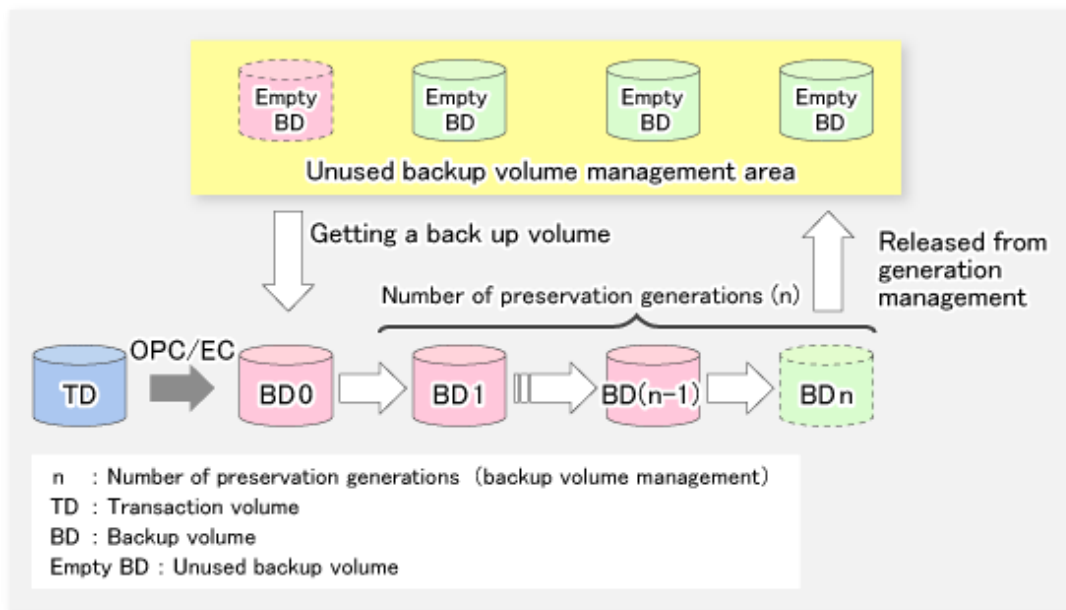 Empty
BD
Empty
BD
Empty
BD
Empty
BD
Unused backup volume management area
Getting a back up volume
Released from
generation
management
Number of preservation generations (n)
OPC/EC
TD
BD0
BD1
BD(n-1)
BDn
n : Number of preservation generations (backup volume management)
TD : Transaction volume
BD : Backup volume
Empty BD : Unused backup volume